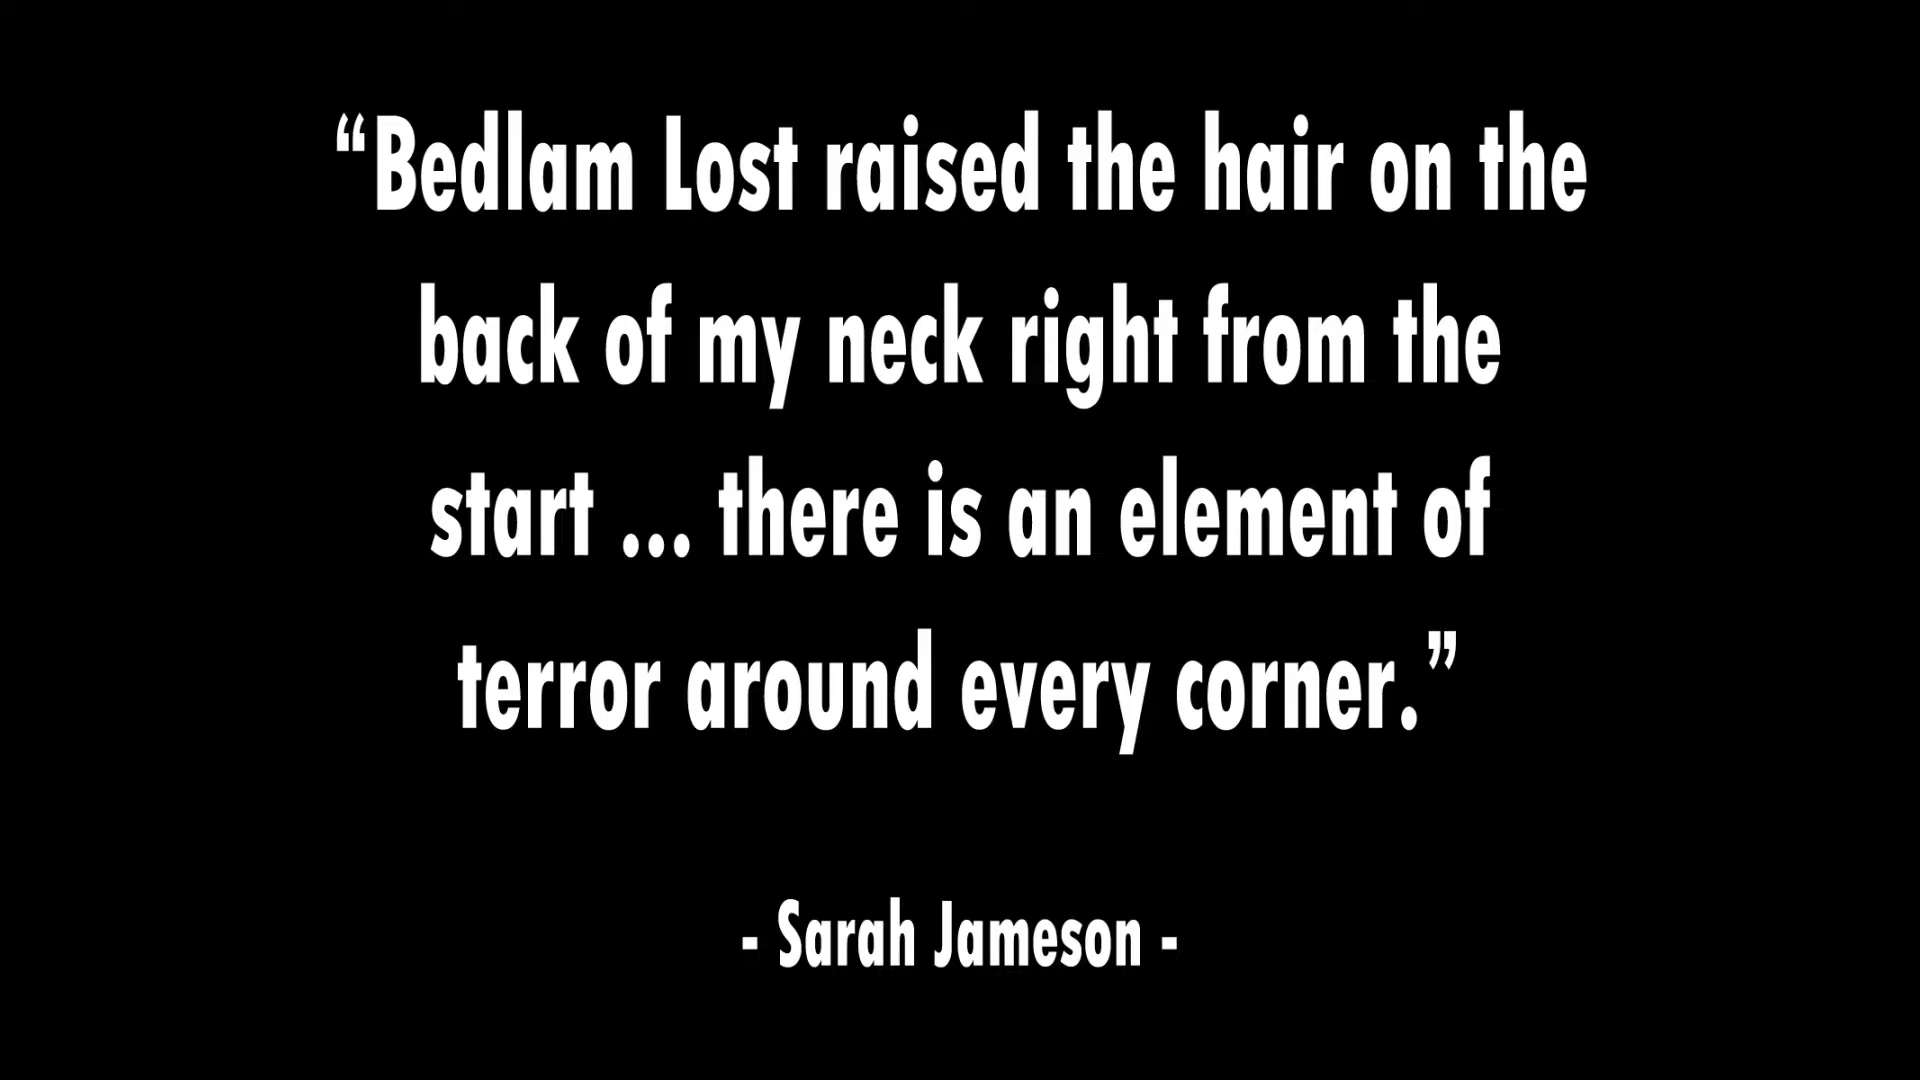 “Bedlam Lost raised the hair on the
back of my neck right from the
start ... there is an element of
terror around every corner.”
- Sarah Jameson -